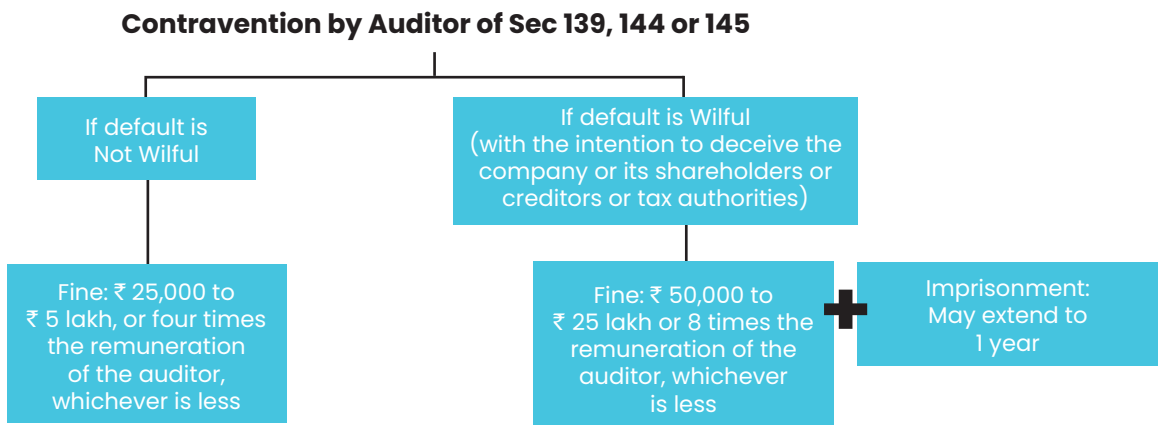 Contravention by Auditor of Sec 139, 144 or 145
If default is
Not Wilful
If default is Wilful
(with the intention to deceive the
company or its shareholders or
creditors or tax authorities)
Fine: ₹ 25,000 to
₹ 5 lakh, or four times
the remuneration
of the auditor,
whichever is less
Fine: ₹ 50,000 to
₹ 25 lakh or 8 times the
remuneration of the
auditor, whichever
is less
Imprisonment:
May extend to
1 year